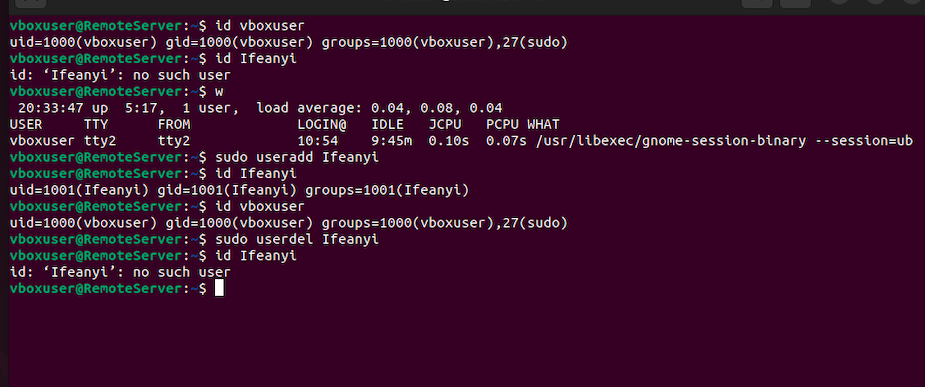 vboxuser@RemoteServer:~$ id vboxuser
uid=1000(vboxuser) gid=1000(vboxuser) groups=1000(vboxuser),27(sudo)
vboxuser@RemoteServer:~$ id Ifeanyi
id: ‘Ifeanyi’: no such user
vboxuser@RemoteServer:~$ w
 20:33:47 up  5:17,  1 user,  load average: 0.04, 0.08, 0.04
USER     TTY      FROM             LOGIN@   IDLE   JCPU   PCPU WHAT
vboxuser tty2     tty2             10:54    9:45m  0.10s  0.07s /usr/libexec/gnome-session-binary --session=ub
vboxuser@RemoteServer:~$ sudo useradd Ifeanyi
vboxuser@RemoteServer:~$ id Ifeanyi
uid=1001(Ifeanyi) gid=1001(Ifeanyi) groups=1001(Ifeanyi)
vboxuser@RemoteServer:~$ id vboxuser
uid=1000(vboxuser) gid=1000(vboxuser) groups=1000(vboxuser),27(sudo)
vboxuser@RemoteServer:~$ sudo userdel Ifeanyi
vboxuser@RemoteServer:~$ id Ifeanyi
id: ‘Ifeanyi’: no such user
vboxuser@RemoteServer:~$